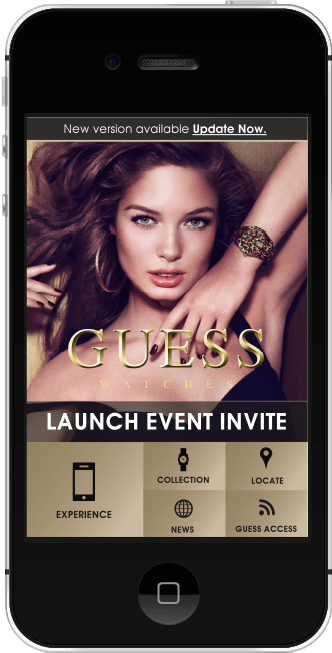 New version available Update Now.
GUESS
WATCHES
LAUNCH EVENT INVITE
EXPERIENCE
COLLECTION
LOCATE
NEWS
GUESS ACCESS